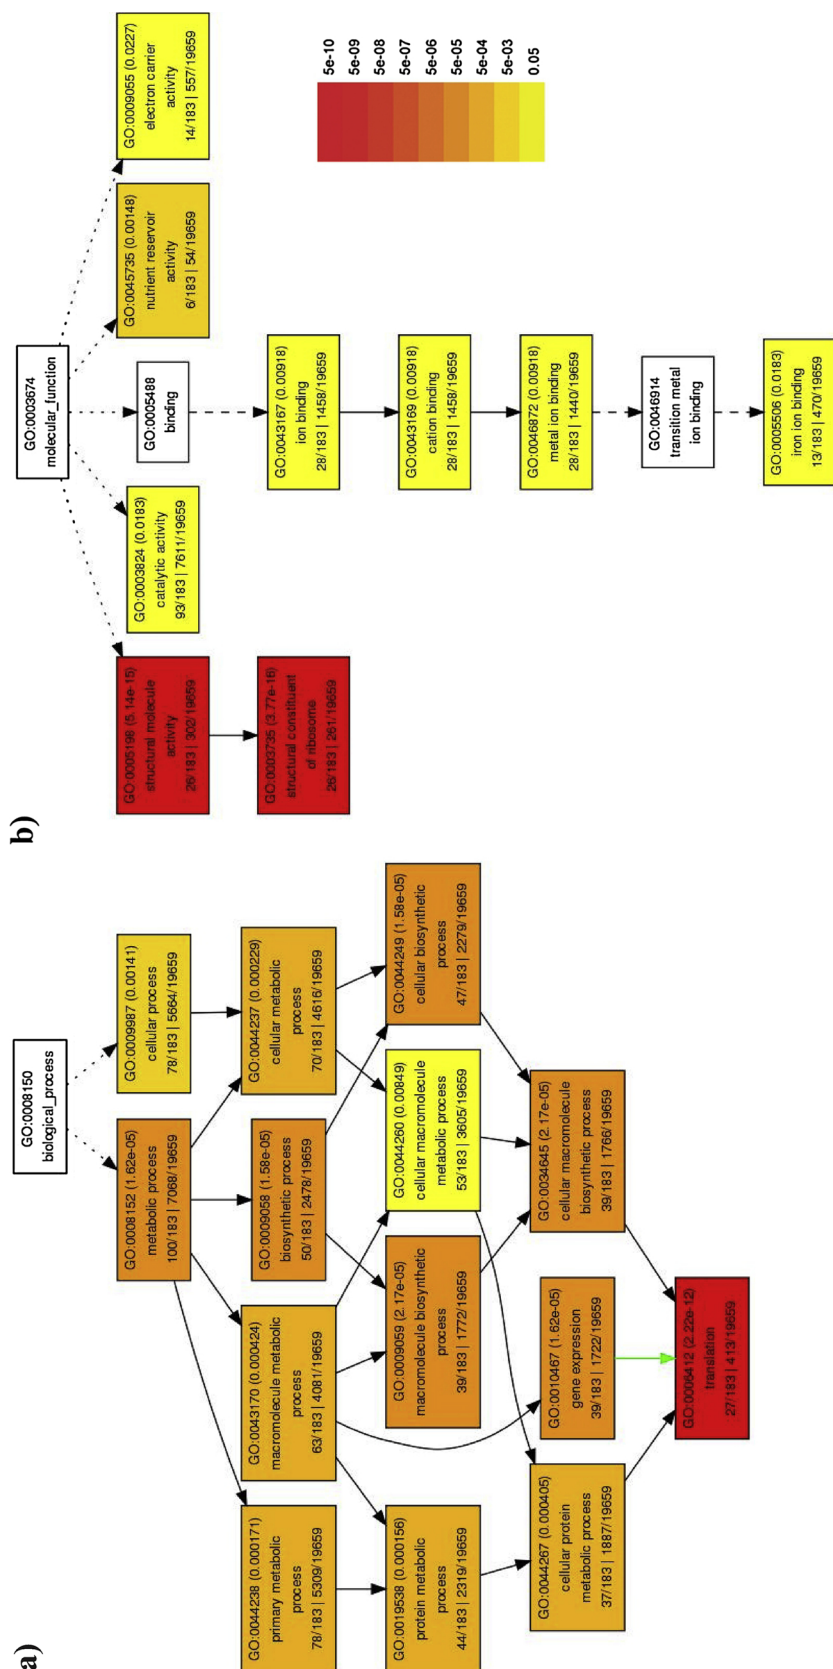 a)
GO:0008150
biological_process
GO:0008152 (1.62e-05)
metabolic process
100/183 | 7068/19659
GO:0009987 (0.00141)
cellular process
78/183 | 5664/19659
GO:0044238 (0.000171)
primary metabolic
process
78/183 | 5309/19659
GO:0043170 (0.000424)
macromolecule metabolic
process
63/183 | 4081/19659
GO:0009058 (1.58e-05)
biosynthetic process
50/183 | 2478/19659
GO:0044237 (0.000229)
cellular metabolic
process
70/183 | 4616/19659
GO:0019538 (0.000156)
protein metabolic
process
44/183 | 2319/19659
GO:0009059 (2.17e-05)
macromolecule biosynthetic
process
39/183 | 1772/19659
GO:0044260 (0.00849)
cellular macromolecule
metabolic process
53/183 | 3605/19659
GO:0044249 (1.58e-05)
cellular biosynthetic
process
47/183 | 2279/19659
GO:0044267 (0.000405)
cellular protein
metabolic process
37/183 | 1887/19659
GO:0010467 (1.62e-05)
gene expression
39/183 | 1722/19659
GO:0034645 (2.17e-05)
cellular macromolecule
biosynthetic process
39/183 | 1766/19659
GO:0006412 (2.22e-12)
translation
27/183 | 413/19659
b)
GO:0003674
molecular_function
GO:0005198 (5.14e-15)
structural molecule
activity
26/183 | 302/19659
GO:0003824 (0.0183)
catalytic activity
93/183 | 7611/19659
GO:0005488
binding
GO:0045735 (0.00148)
nutrient reservoir
activity
6/183 | 54/19659
GO:0009055 (0.0227)
electron carrier
activity
14/183 | 557/19659
GO:0003735 (3.77e-16)
structural constituent
of ribosome
26/183 | 261/19659
GO:0043167 (0.00918)
ion binding
28/183 | 1458/19659
GO:0043169 (0.00918)
cation binding
28/183 | 1458/19659
GO:0046872 (0.00918)
metal ion binding
28/183 | 1440/19659
GO:0046914
transition metal
ion binding
GO:0005506 (0.0183)
iron ion binding
13/183 | 470/19659
5e-10
5e-09
5e-08
5e-07
5e-06
5e-05
5e-04
5e-03
0.05